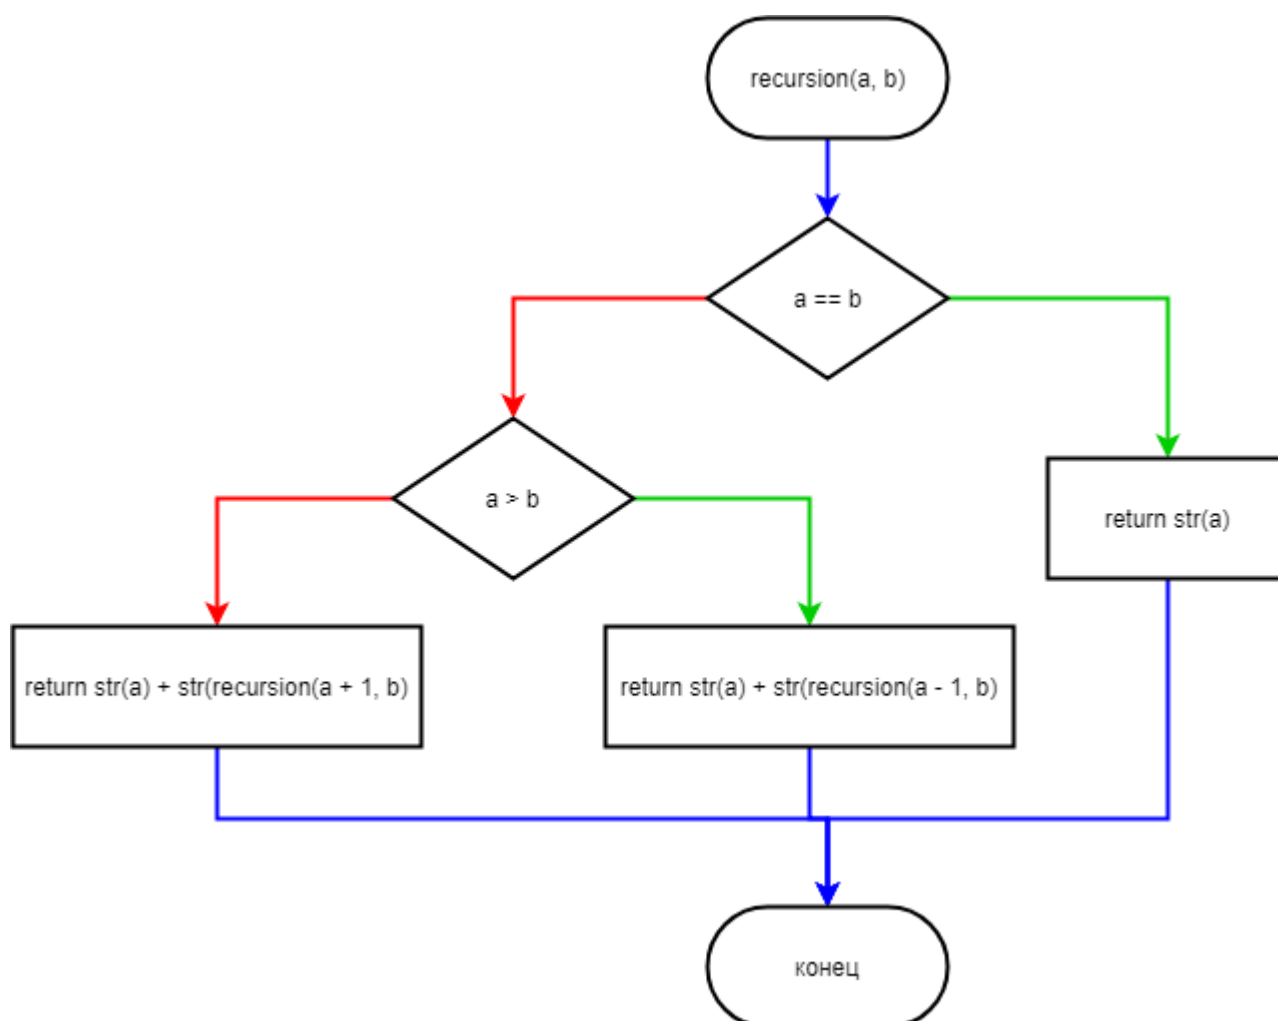 recursion(a, b)
a == b
a > b
return str(a)
return str(a) + str(recursion(a + 1, b)
return str(a) + str(recursion(a - 1, b)
конец